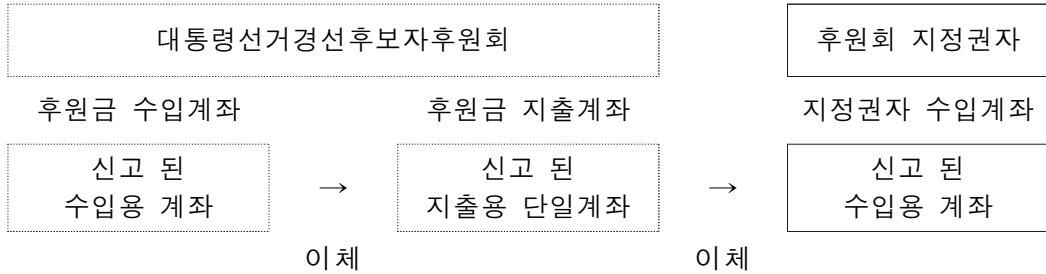 대통령선거경선후보자후원회 후원회 지정권자
후원금 수입계좌 후원금 지출계좌 지정권자 수입계좌
신고 된 신고 된 신고 된
수입용 계좌 → 지출용 단일계좌 → 수입용 계좌
이체 이체